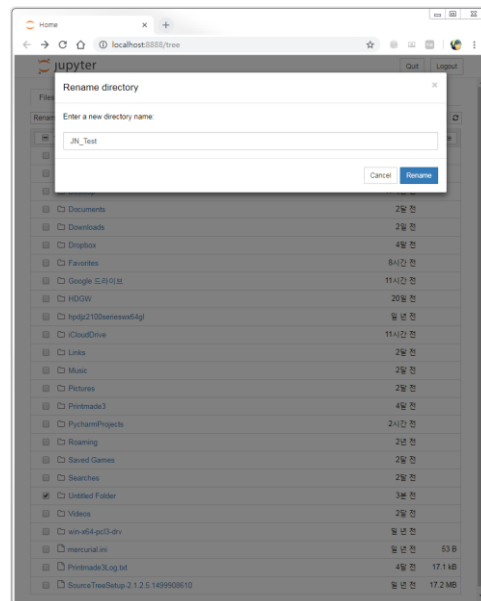 Home
localhost:8888/tree
jupyter
Quit
Logout
Files
Rename directory
Enter a new directory name:
JN_Test
Cancel
Rename
Documents 2달 전
Downloads 2일 전
Dropbox 4달 전
Favorites 8시간 전
Google 드라이브 11시간 전
HDGW 20일 전
일 년 전
iCloudDrive 11시간 전
Links 2달 전
Music 2달 전
Pictures 2달 전
Printmade3 4달 전
PycharmProjects 2시간 전
Roaming 2년 전
Saved Games 2달 전
Searches 2달 전
Untitled Folder 3분 전
Videos 2달 전
win-x64-pcl3-drv 일 년 전
mercurial.ini 일 년 전 53 B
Printmade3Log.txt 4달 전 17.1 kB
SourceTreeSetup-2.1.2.5.1499908610 일 년 전 17.2 MB